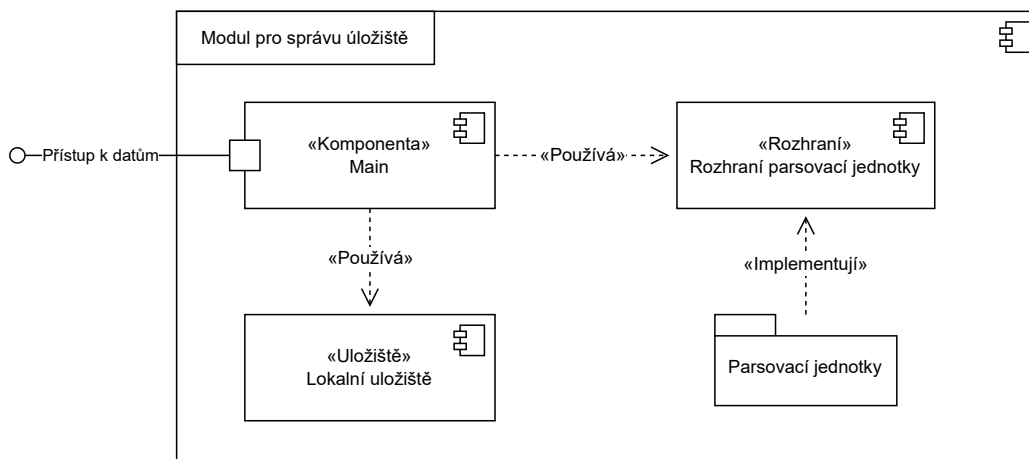 Modul pro správu úložiště
«Komponenta»
Main
«Rozhraní»
Rozhraní parsovací jednotky
Přístup k datům
«Používá»
«Používá»
«Implementují»
«Uložiště»
Lokalní uložiště
Parsovací jednotky